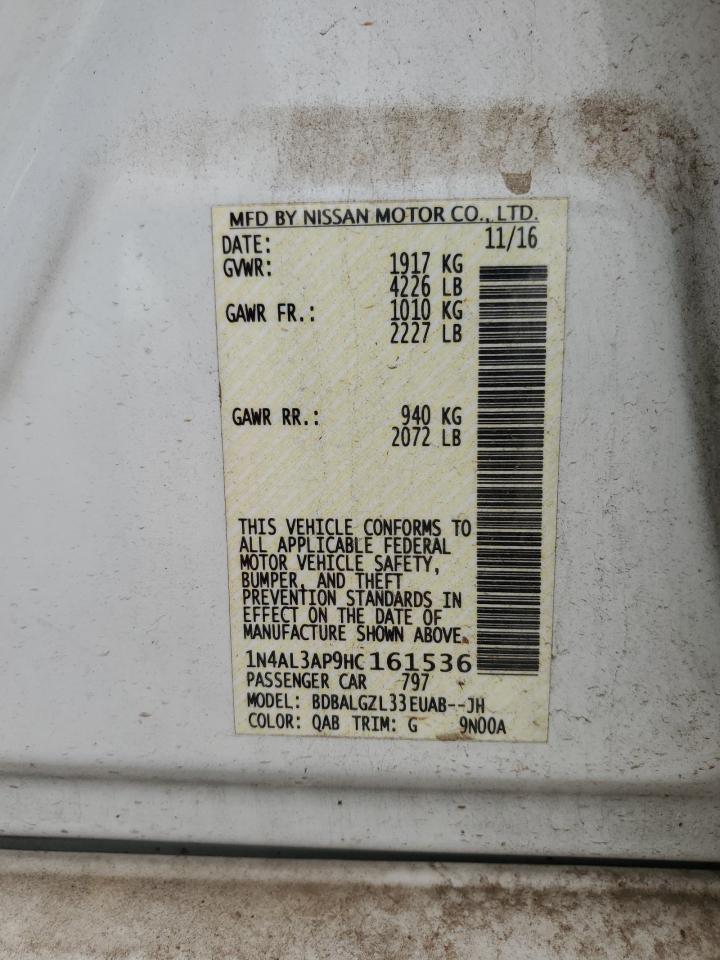 MFD BY NISSAN MOTOR CO., LTD.
DATE: 11/16
GVWR: 1917 KG
4226 LB
GAWR FR.: 1010 KG
2227 LB
GAWR RR.: 940 KG
2072 LB
THIS VEHICLE CONFORMS TO
ALL APPLICABLE FEDERAL
MOTOR VEHICLE SAFETY,
BUMPER, AND THEFT
PREVENTION STANDARDS IN
EFFECT ON THE DATE OF
MANUFACTURE SHOWN ABOVE.
1N4AL3AP9HC161536
PASSENGER CAR 797
MODEL: BDBALGZL33EUAB--JH
COLOR: QAB TRIM: G 9N00A